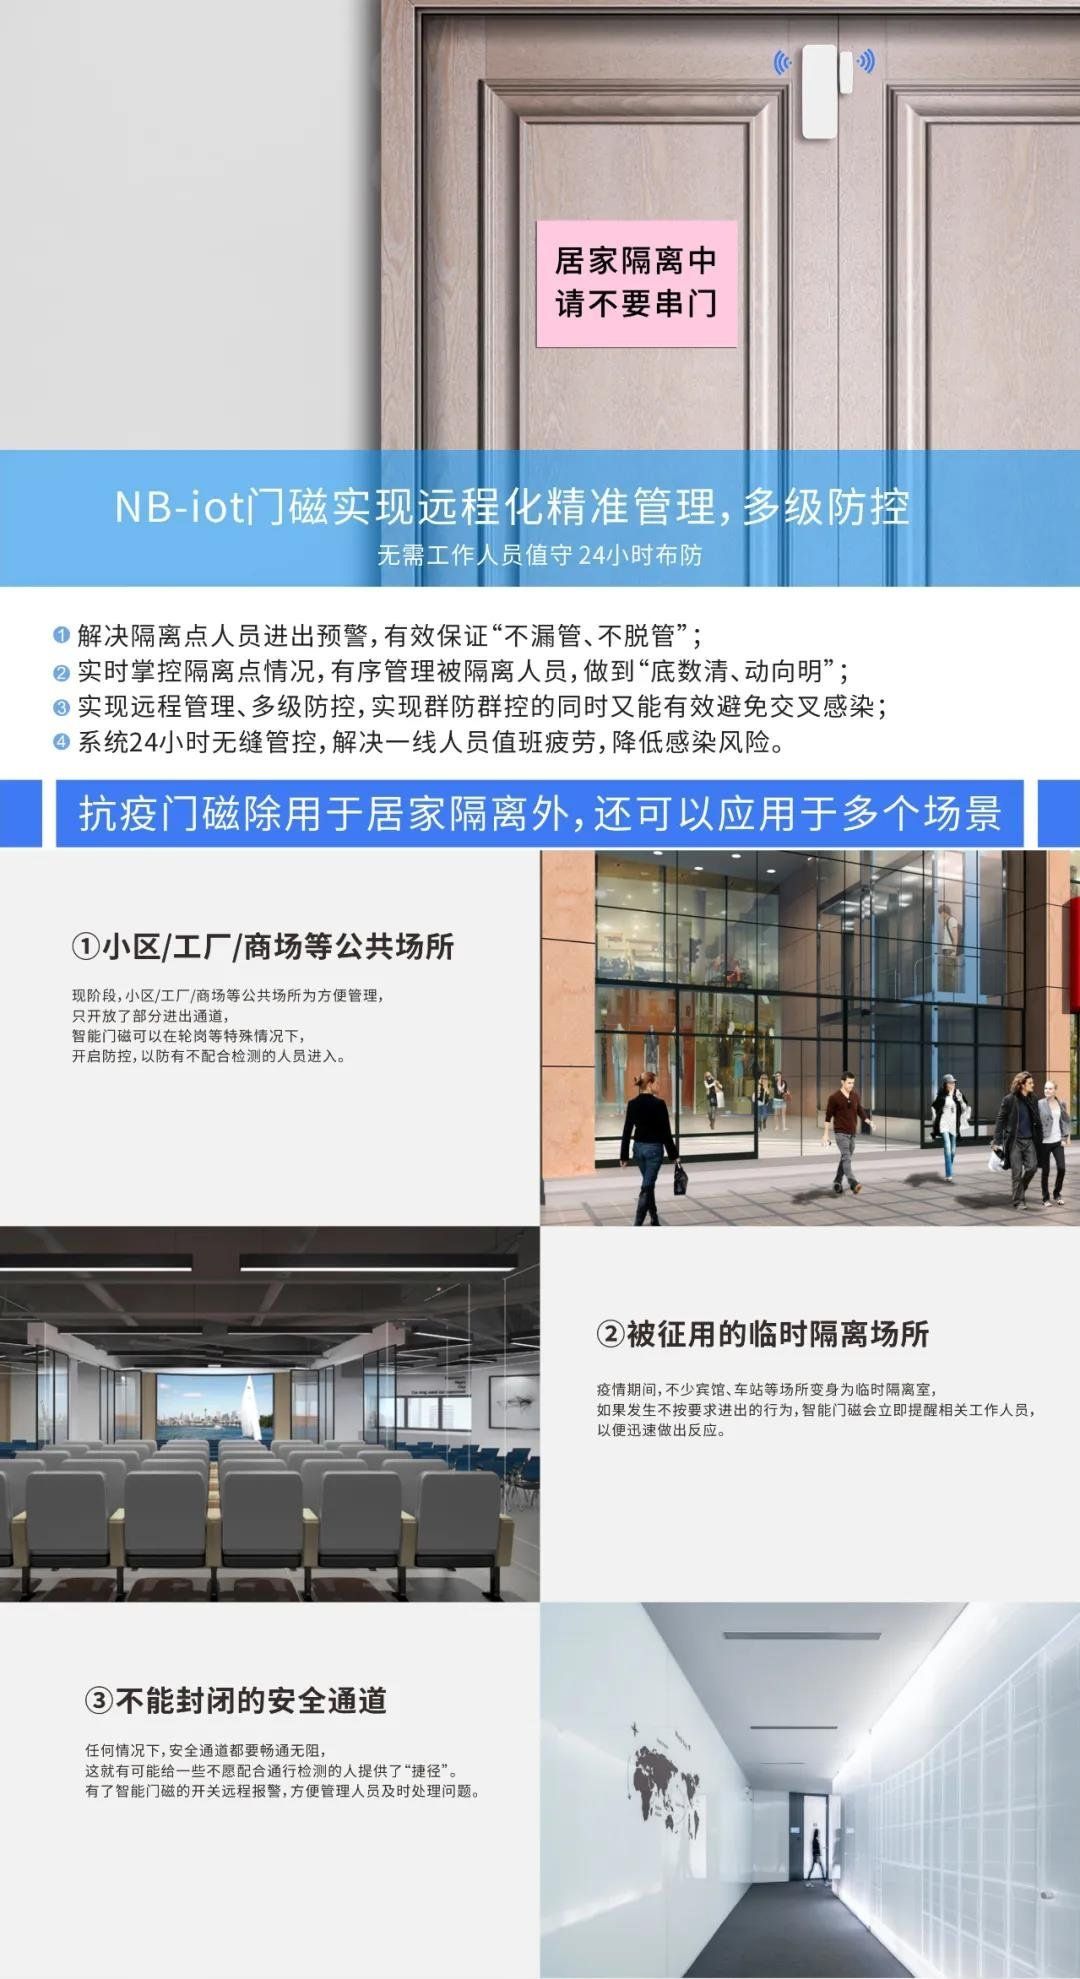 居家隔离中
请不要串门
NB-iot门磁实现远程化精准管理，多级防控
无需工作人员值守 24小时布防
① 解决隔离点人员进出预警，有效保证“不漏管、不脱管”；
② 实时掌控隔离点情况，有序管理被隔离人员，做到“底数清、动向明”；
③ 实现远程管理、多级防控，实现群防群控的同时又能有效避免交叉感染；
④ 系统24小时无缝管控，解决一线人员值班疲劳，降低感染风险。
抗疫门磁除用于居家隔离外，还可以应用于多个场景
①小区/工厂/商场等公共场所
现阶段，小区/工厂/商场等公共场所为方便管理，
只开放了部分进出通道，
智能门磁可以在轮岗等特殊情况下，
开启防控，以防有不配合检测的人员进入。
②被征用的临时隔离场所
疫情期间，不少宾馆、车站等场所变身为临时隔离室，
如果发生不按要求进出的行为，智能门磁会立即提醒相关工作人员，
以便迅速做出反应。
③不能封闭的安全通道
任何情况下，安全通道都要畅通无阻，
这就有可能给一些不愿配合通行检测的人提供了“捷径”。
有了智能门磁的开关远程报警，方便管理人员及时处理问题。